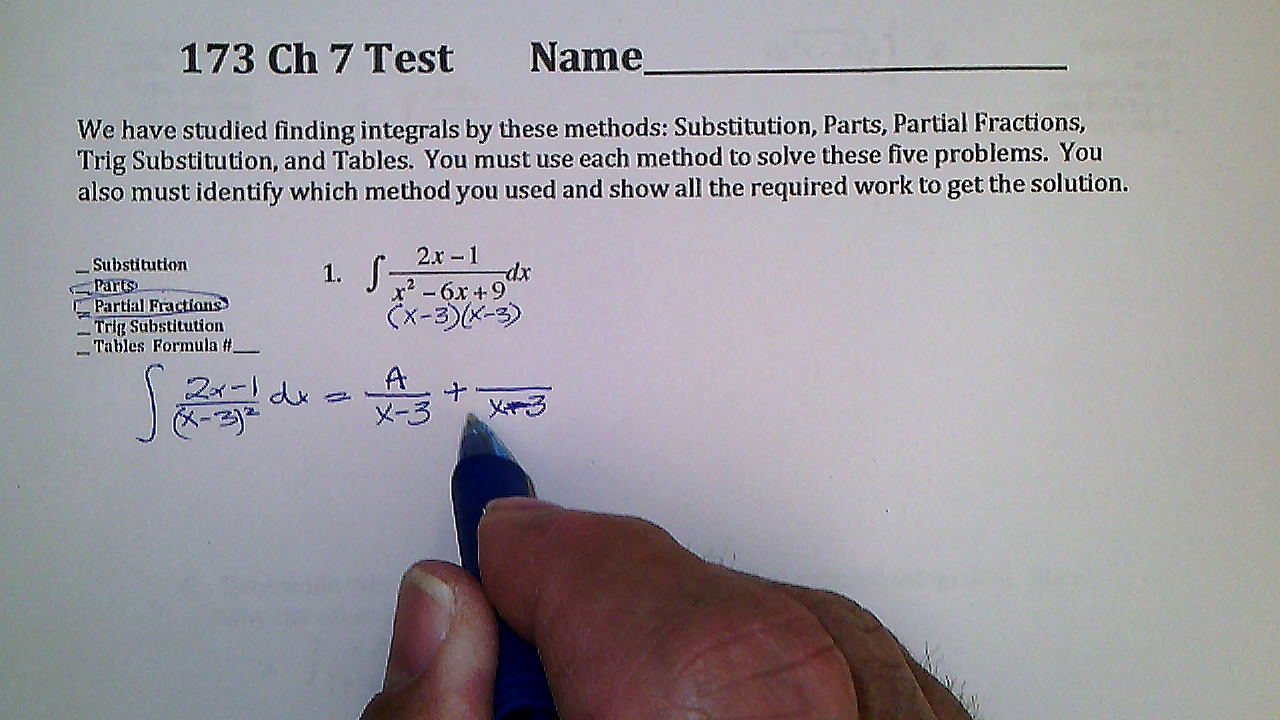 173 Ch 7 Test Name_______________
We have studied finding integrals by these methods: Substitution, Parts, Partial Fractions,
Trig Substitution, and Tables. You must use each method to solve these five problems. You
also must identify which method you used and show all the required work to get the solution.
_ Substitution
_ Parts
_ Partial Fractions
_ Trig Substitution
_ Tables Formula #___
1. ∫ (2x – 1)/(x² – 6x + 9) dx
(x-3)(x-3)
∫ (2x-1)/(x-3)² dx = A/(x-3) + /(x-3)